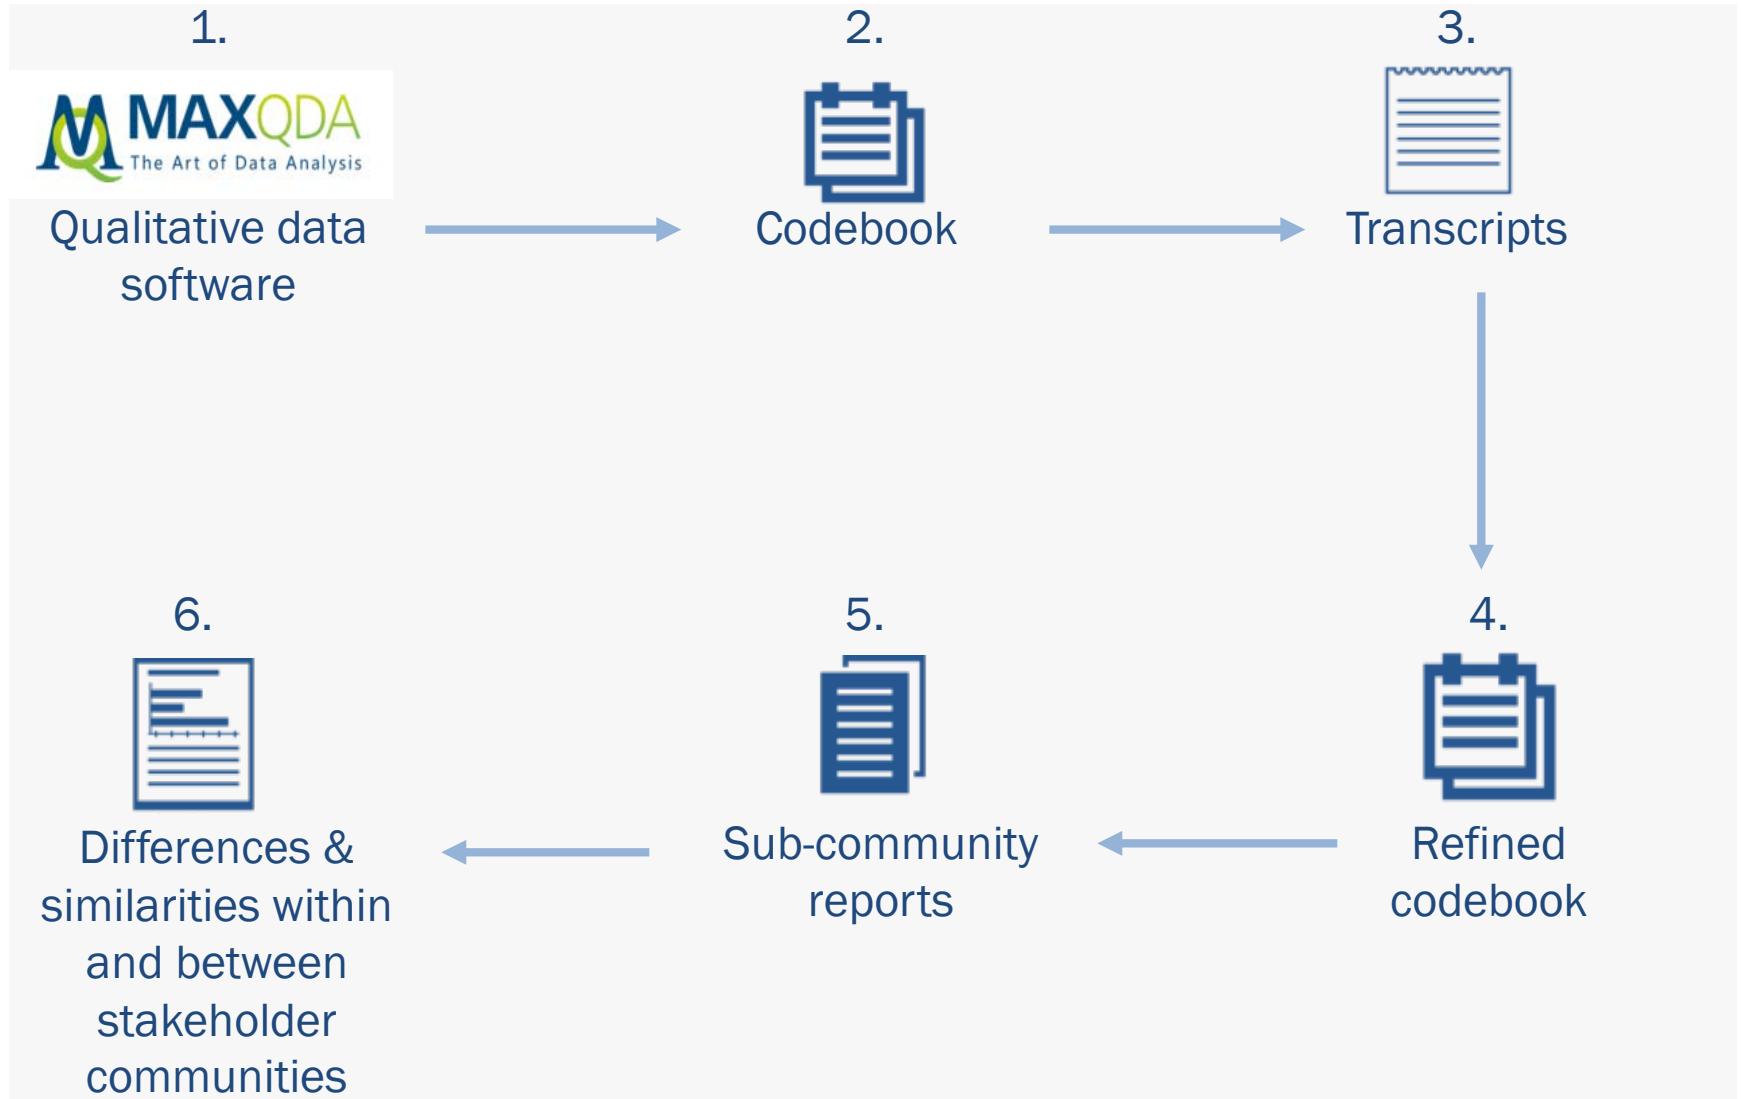 1.
MAXQDA
The Art of Data Analysis
Qualitative data
software
2.
Codebook
3.
Transcripts
4.
Refined
codebook
5.
Sub-community
reports
6.
Differences &
similarities within
and between
stakeholder
communities